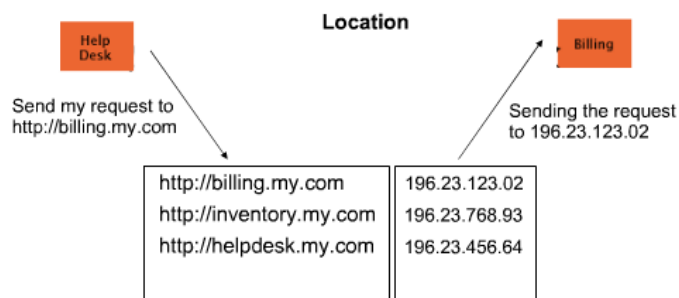 Location
Help
Desk
Billing
Send my request to
http://billing.my.com
Sending the request
to 196.23.123.02
http://billing.my.com 196.23.123.02
http://inventory.my.com 196.23.768.93
http://helpdesk.my.com 196.23.456.64